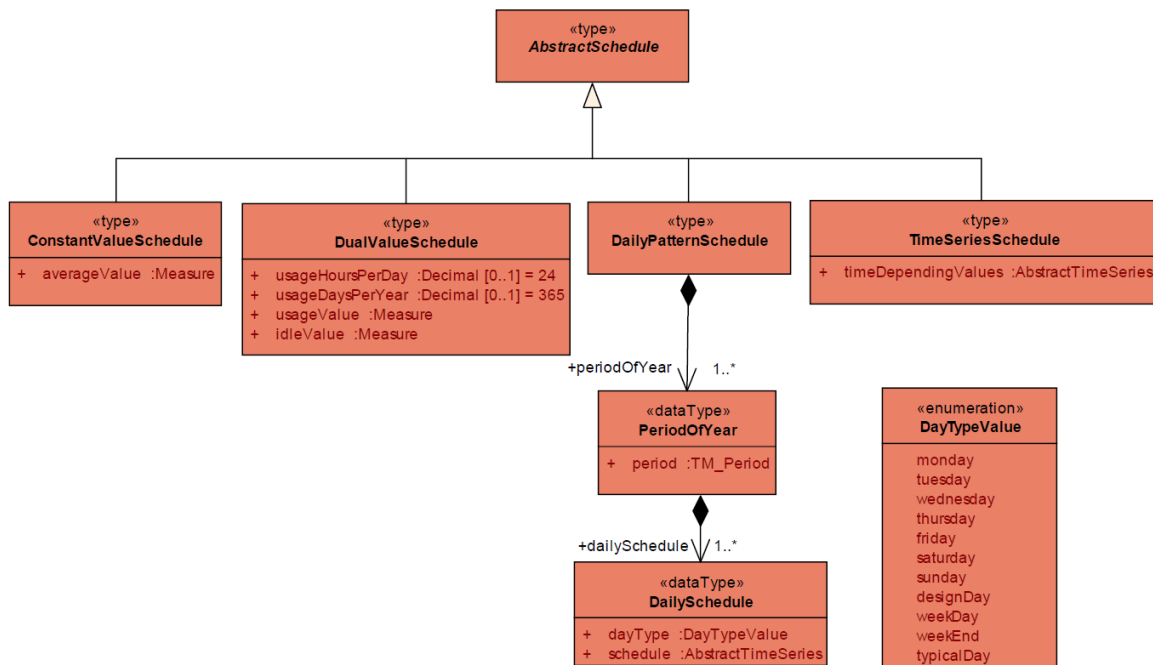 «type»
AbstractSchedule
«type»
ConstantValueSchedule
+ averageValue :Measure
«type»
DualValueSchedule
+ usageHoursPerDay :Decimal [0..1] = 24
+ usageDaysPerYear :Decimal [0..1] = 365
+ usageValue :Measure
+ idleValue :Measure
«type»
DailyPatternSchedule
«type»
TimeSeriesSchedule
+ timeDependingValues :AbstractTimeSeries
+periodOfYear 1..*
«dataType»
PeriodOfYear
+ period :TM_Period
+dailySchedule 1..*
«dataType»
DailySchedule
+ dayType :DayTypeValue
+ schedule :AbstractTimeSeries
«enumeration»
DayTypeValue
monday
tuesday
wednesday
thursday
friday
saturday
sunday
designDay
weekDay
weekEnd
typicalDay